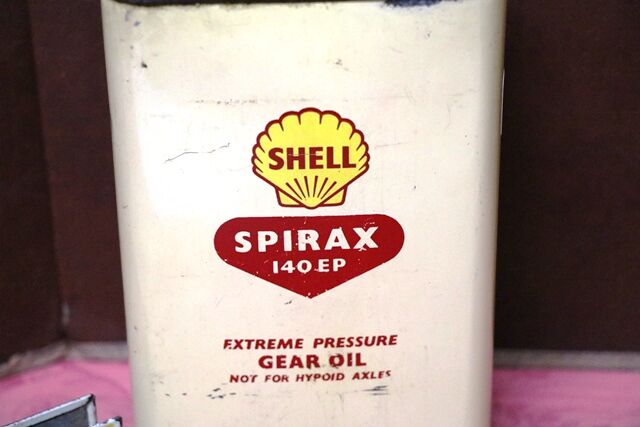 SHELL
SPIRAX
140 EP
EXTREME PRESSURE
GEAR OIL
NOT FOR HYPOID AXLES